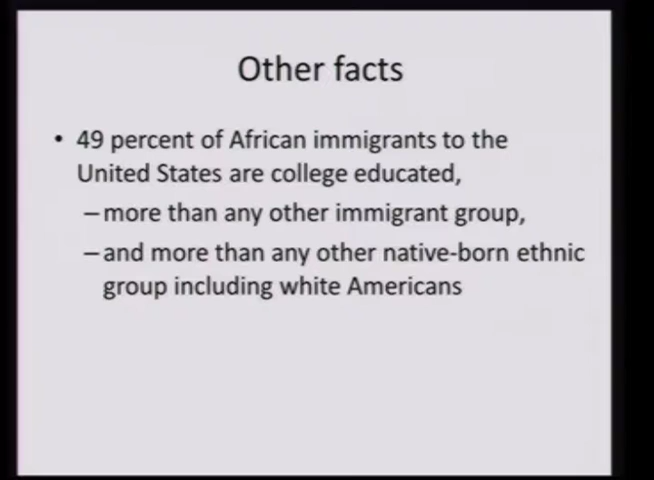 Other facts
• 49 percent of African immigrants to the
United States are college educated,
– more than any other immigrant group,
– and more than any other native-born ethnic
group including white Americans